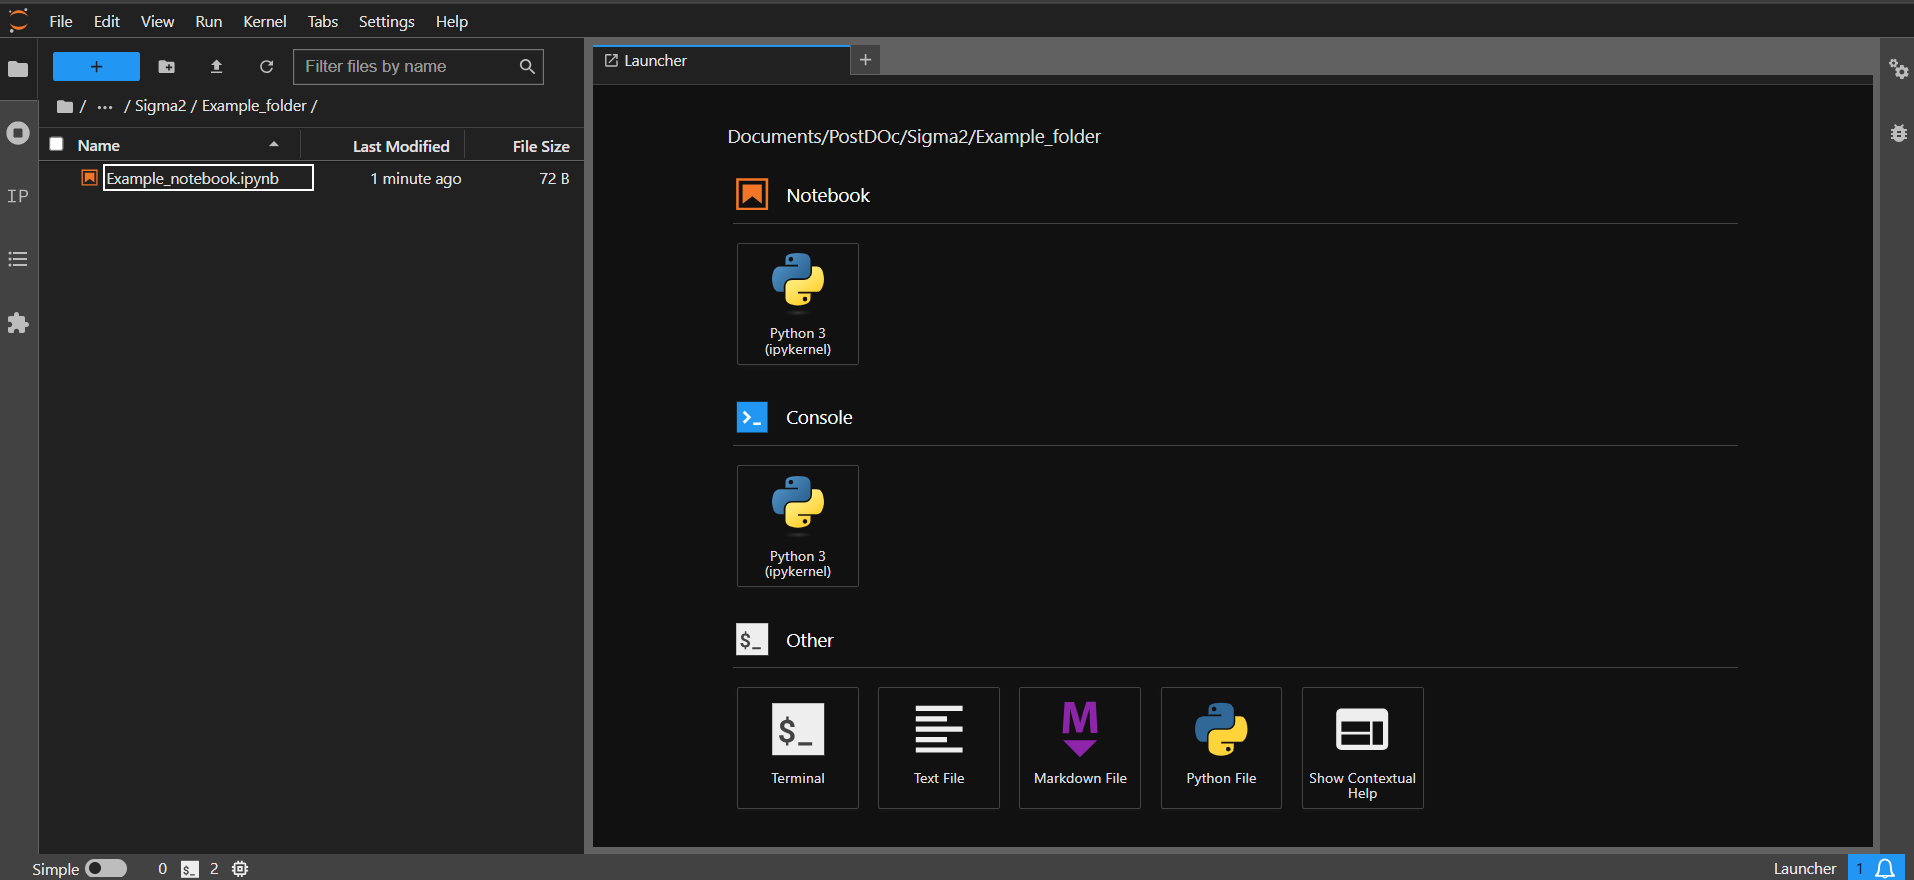 File Edit View Run Kernel Tabs Settings Help
+
Filter files by name
/ ... / Sigma2 / Example_folder /
Name Last Modified File Size
Example_notebook.ipynb 1 minute ago 72 B
IP
Launcher +
Documents/PostDOc/Sigma2/Example_folder
Notebook
Python 3
(ipykernel)
>_ Console
Python 3
(ipykernel)
$_ Other
$_
Terminal
Text File
M
Markdown File
Python File
Show Contextual
Help
Simple 0 $_ 2 Launcher 1